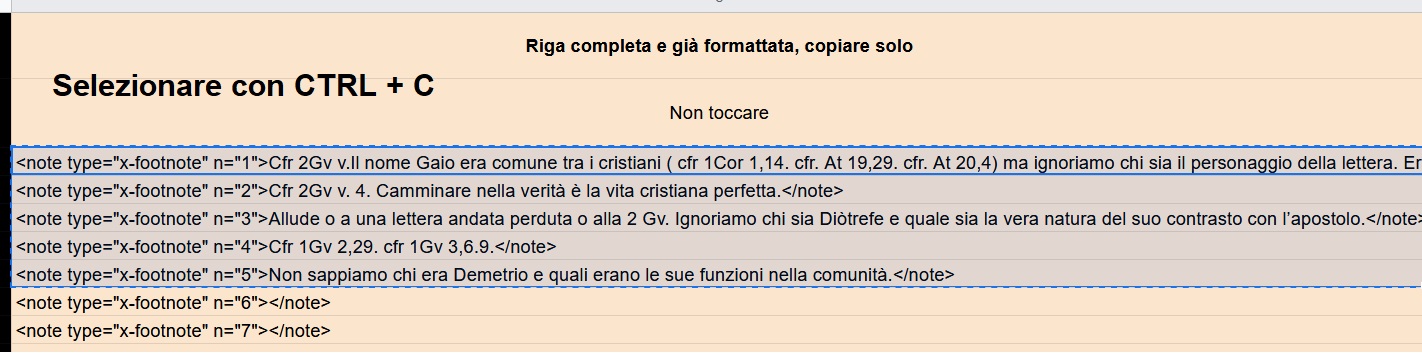 Riga completa e già formattata, copiare solo
Selezionare con CTRL + C
Non toccare
<note type="x-footnote" n="1">Cfr 2Gv v.Il nome Gaio era comune tra i cristiani ( cfr 1Cor 1,14. cfr. At 19,29. cfr. At 20,4) ma ignoriamo chi sia il personaggio della lettera. Er
<note type="x-footnote" n="2">Cfr 2Gv v. 4. Camminare nella verità è la vita cristiana perfetta.</note>
<note type="x-footnote" n="3">Allude o a una lettera andata perduta o alla 2 Gv. Ignoriamo chi sia Diòtrefe e quale sia la vera natura del suo contrasto con l’apostolo.</note>
<note type="x-footnote" n="4">Cfr 1Gv 2,29. cfr 1Gv 3,6.9.</note>
<note type="x-footnote" n="5">Non sappiamo chi era Demetrio e quali erano le sue funzioni nella comunità.</note>
<note type="x-footnote" n="6"></note>
<note type="x-footnote" n="7"></note>